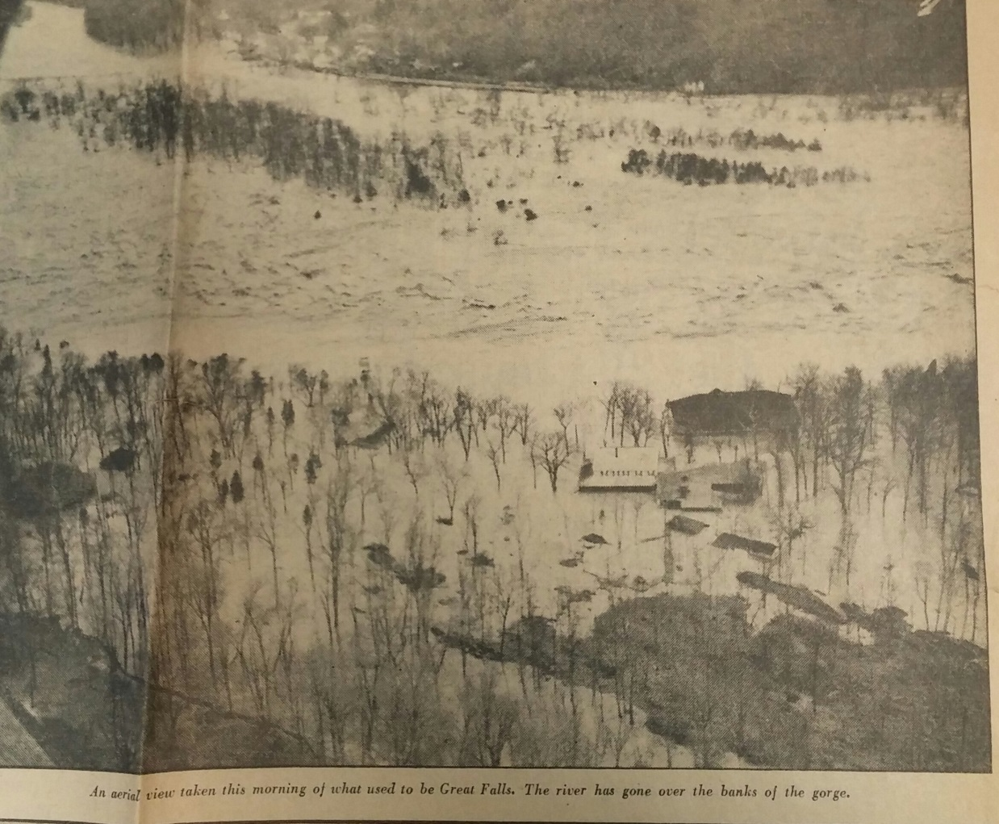 An aerial view taken this morning of what used to be Great Falls. The river has gone over the banks of the gorge.